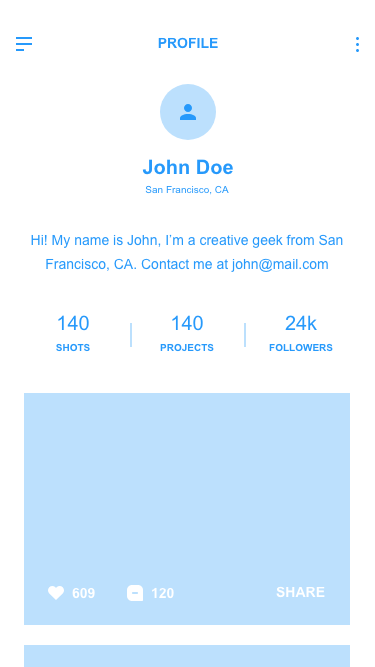 PROFILE
John Doe
San Francisco, CA
Hi! My name is John, I’m a creative geek from San
Francisco, CA. Contact me at john@mail.com
140 140 24k
SHOTS PROJECTS FOLLOWERS
609 120 SHARE